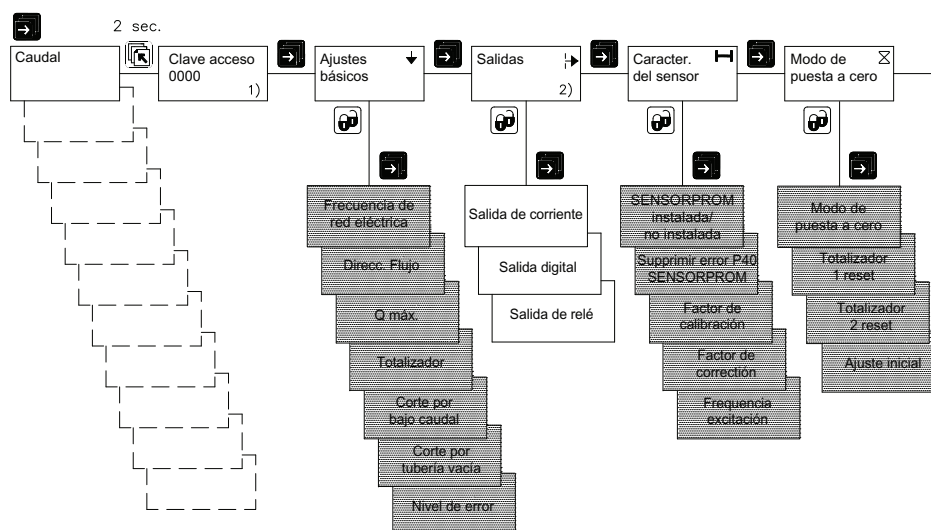 2 sec.
Caudal
Clave acceso
0000
1)
Ajustes
básicos
Salidas
2)
Caracter.
del sensor
Modo de
puesta a cero
Frecuencia de
red eléctrica
Direcc. Flujo
Q máx.
Totalizador
Corte por
bajo caudal
Corte por
tubería vacía
Nivel de error
Salida de corriente
Salida digital
Salida de relé
SENSORPROM
instalada/
no instalada
Supprimir error P40
SENSORPROM
Factor de
calibración
Factor de
correctión
Frequencia
excitación
Modo de
puesta a cero
Totalizador
1 reset
Totalizador
2 reset
Ajuste inicial